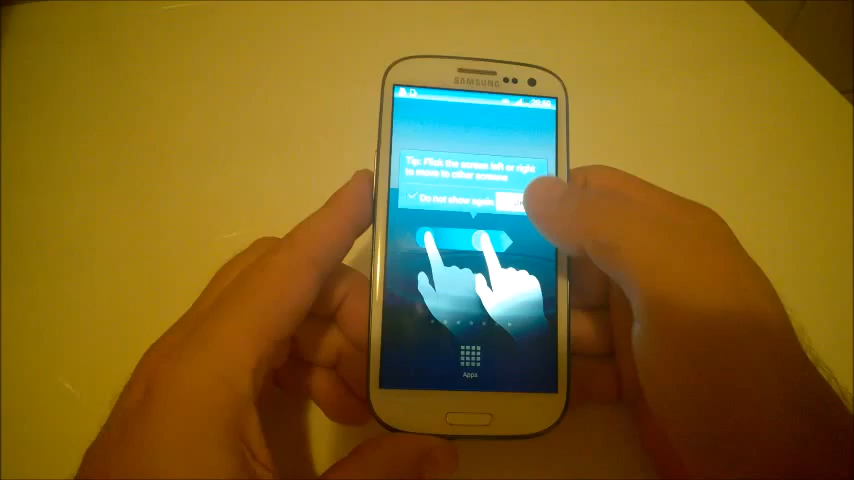 SAMSUNG
Tip: Flick the screen left or right
to move to other screens
Do not show again
Apps